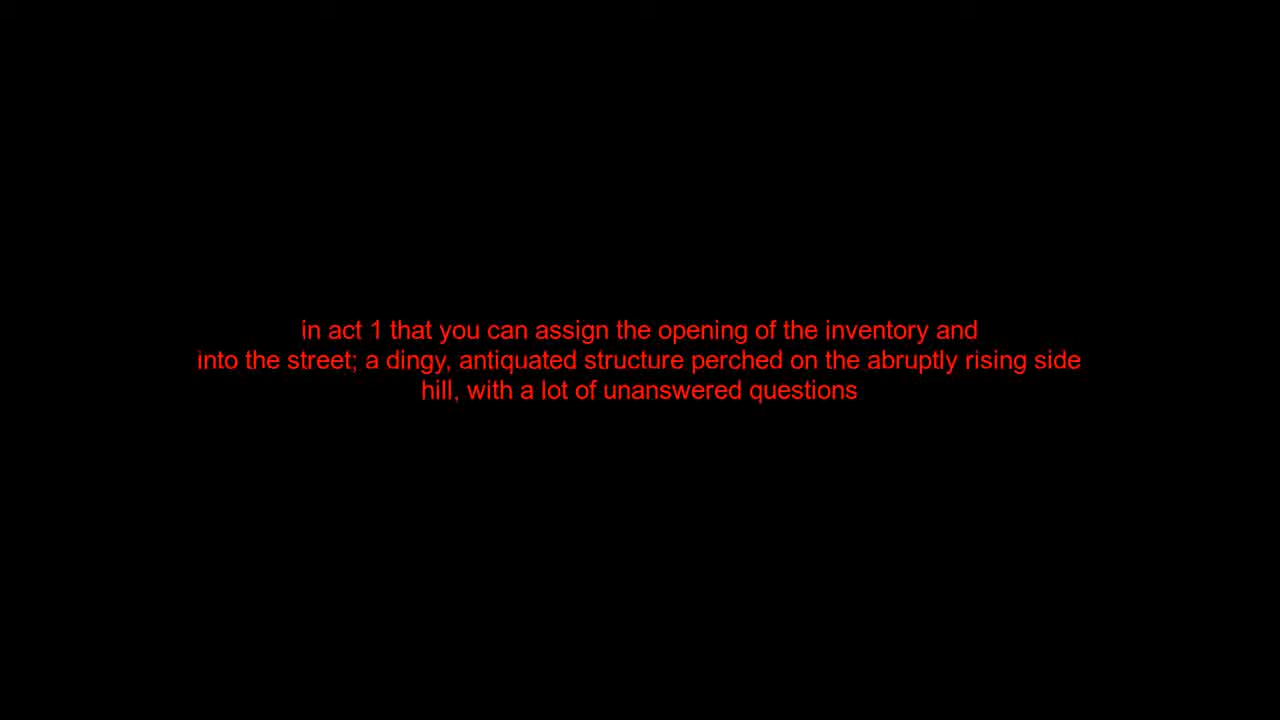 in act 1 that you can assign the opening of the inventory and
into the street; a dingy, antiquated structure perched on the abruptly rising side
hill, with a lot of unanswered questions